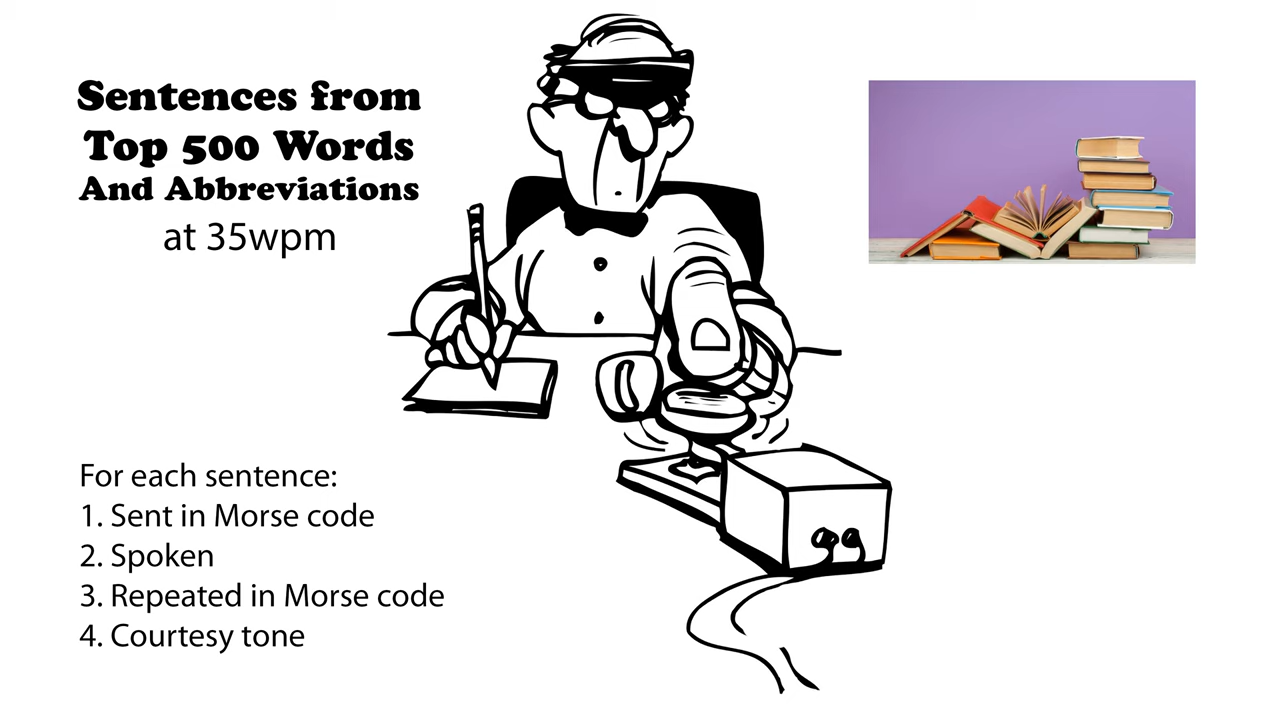 Sentences from
Top 500 Words
And Abbreviations
at 35wpm
For each sentence:
1. Sent in Morse code
2. Spoken
3. Repeated in Morse code
4. Courtesy tone